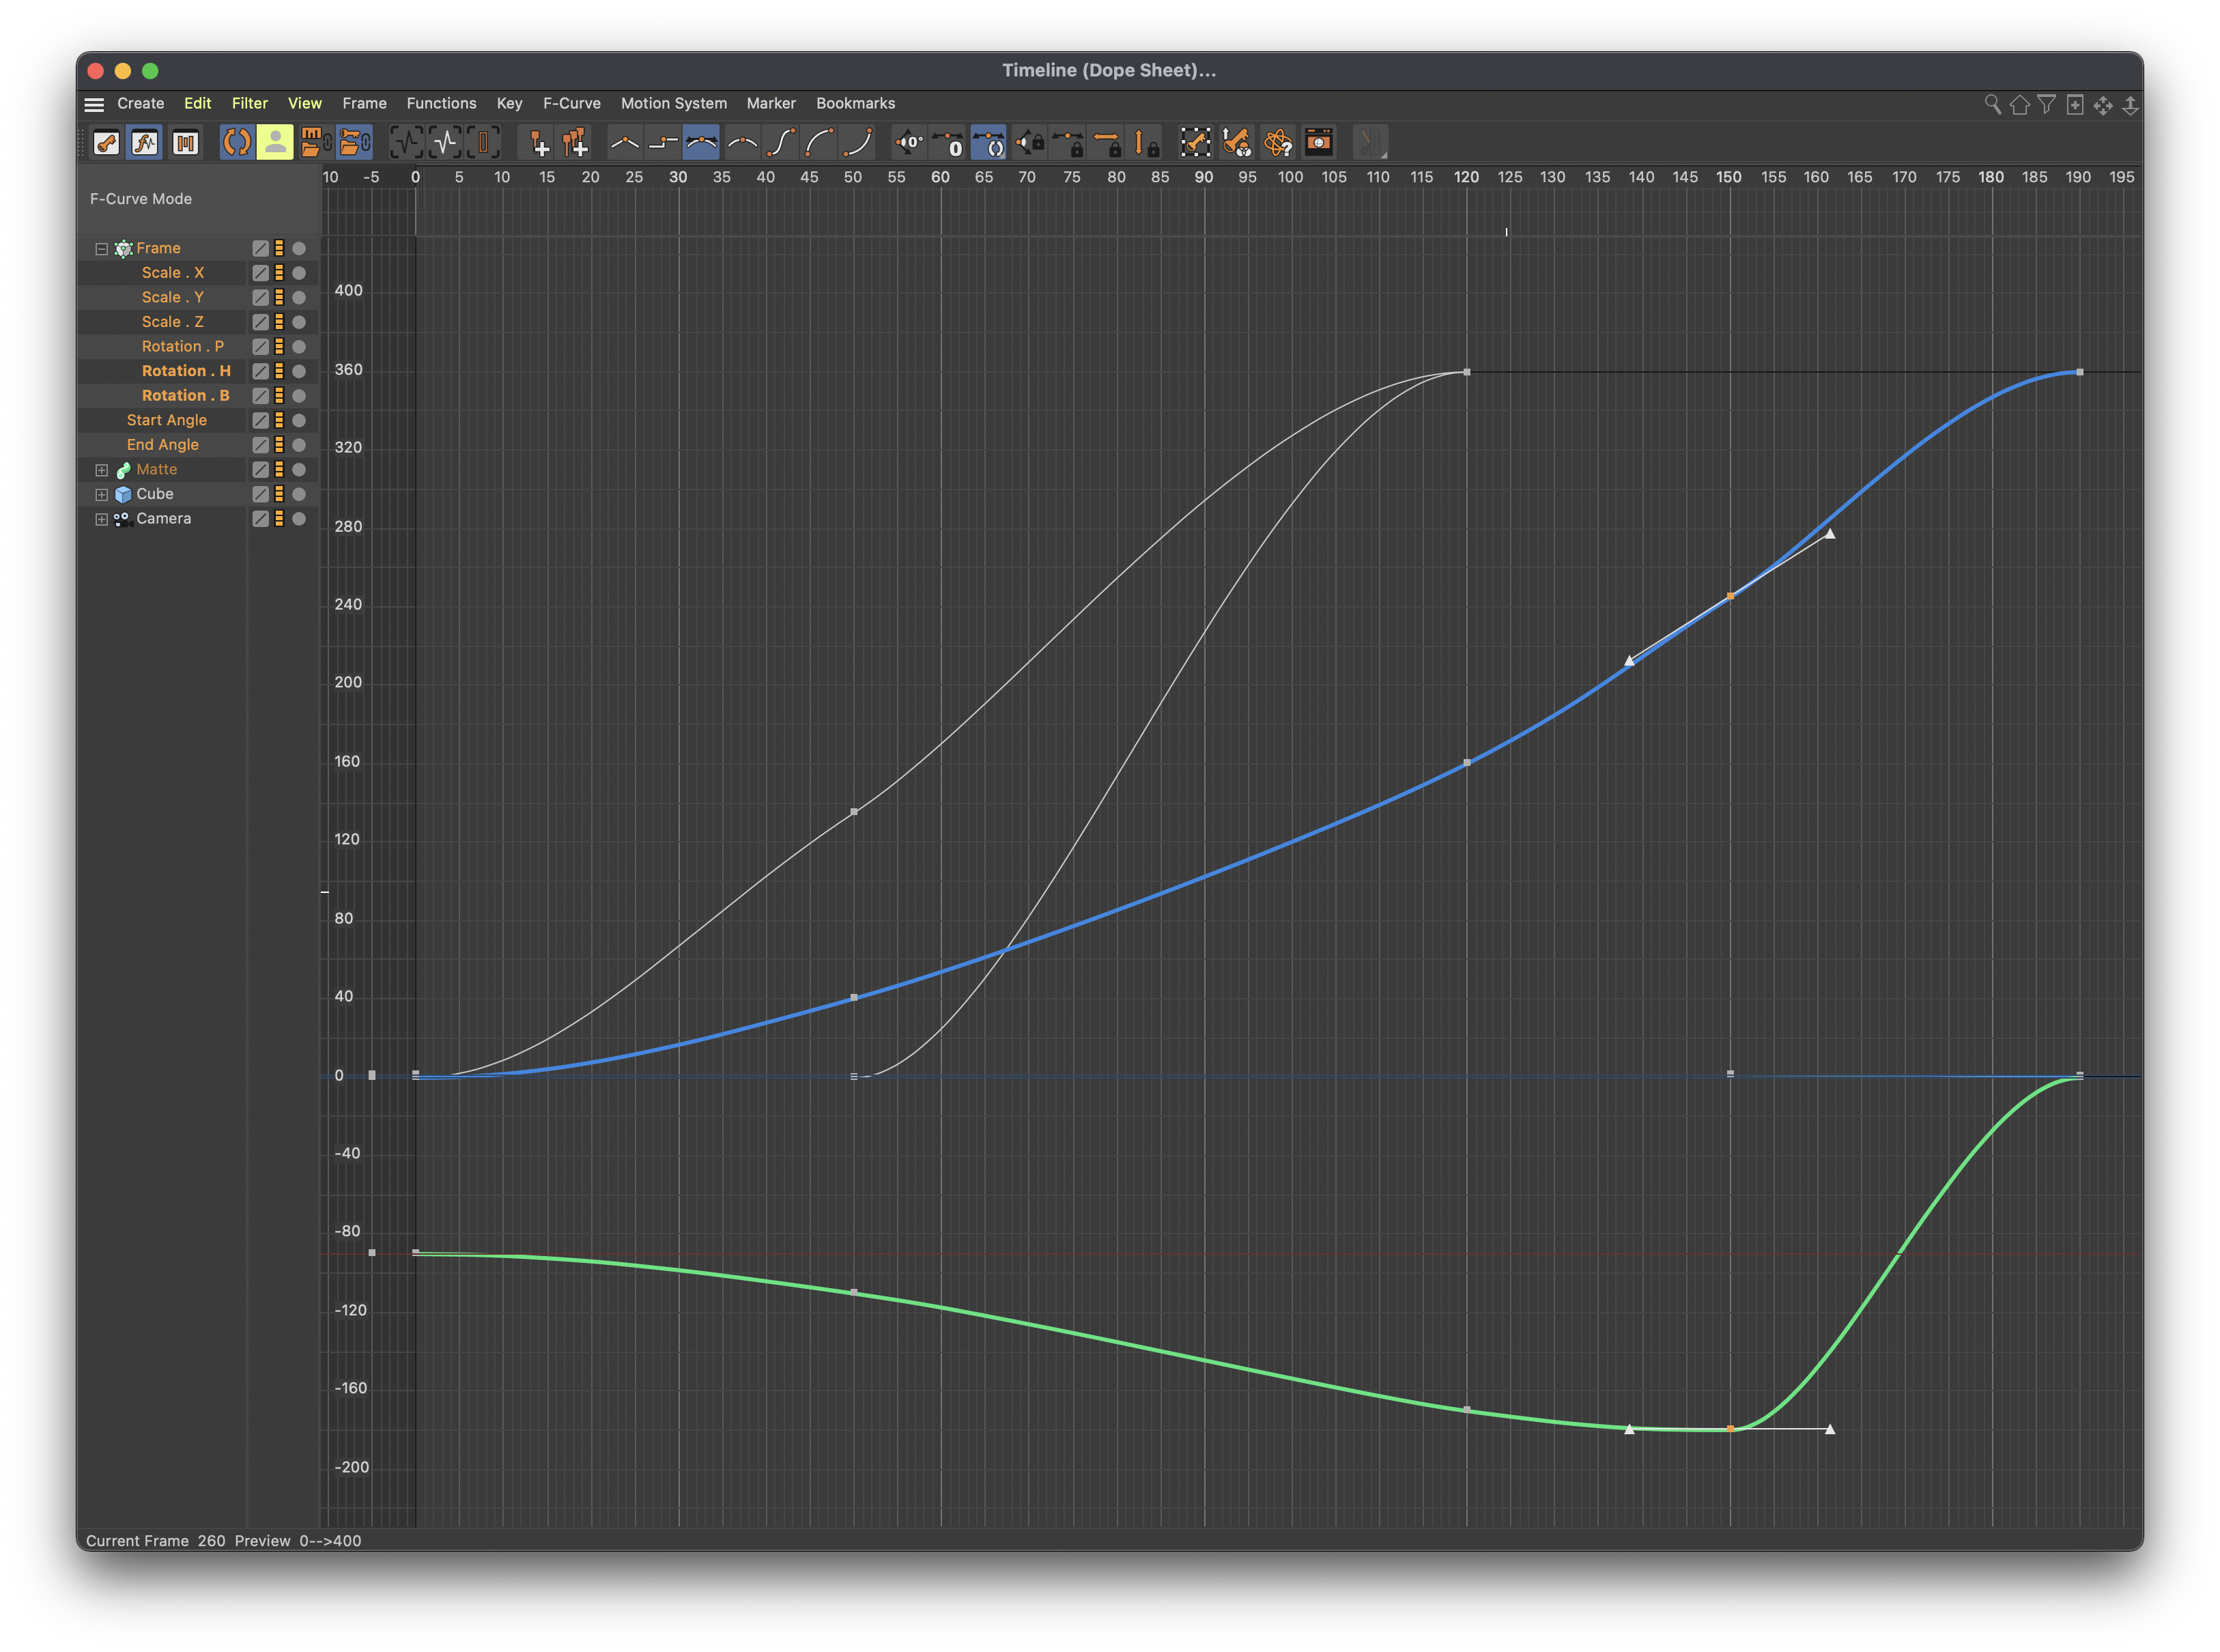 Timeline (Dope Sheet)...
Create Edit Filter View Frame Functions Key F-Curve Motion System Marker Bookmarks
0° 0 ?
10 -5 0 5 10 15 20 25 30 35 40 45 50 55 60 65 70 75 80 85 90 95 100 105 110 115 120 125 130 135 140 145 150 155 160 165 170 175 180 185 190 195
F-Curve Mode
Frame
Scale . X
Scale . Y
Scale . Z
Rotation . P
Rotation . H
Rotation . B
Start Angle
End Angle
Matte
Cube
Camera
400
360
320
280
240
200
160
120
80
40
0
-40
-80
-120
-160
-200
Current Frame 260 Preview 0-->400